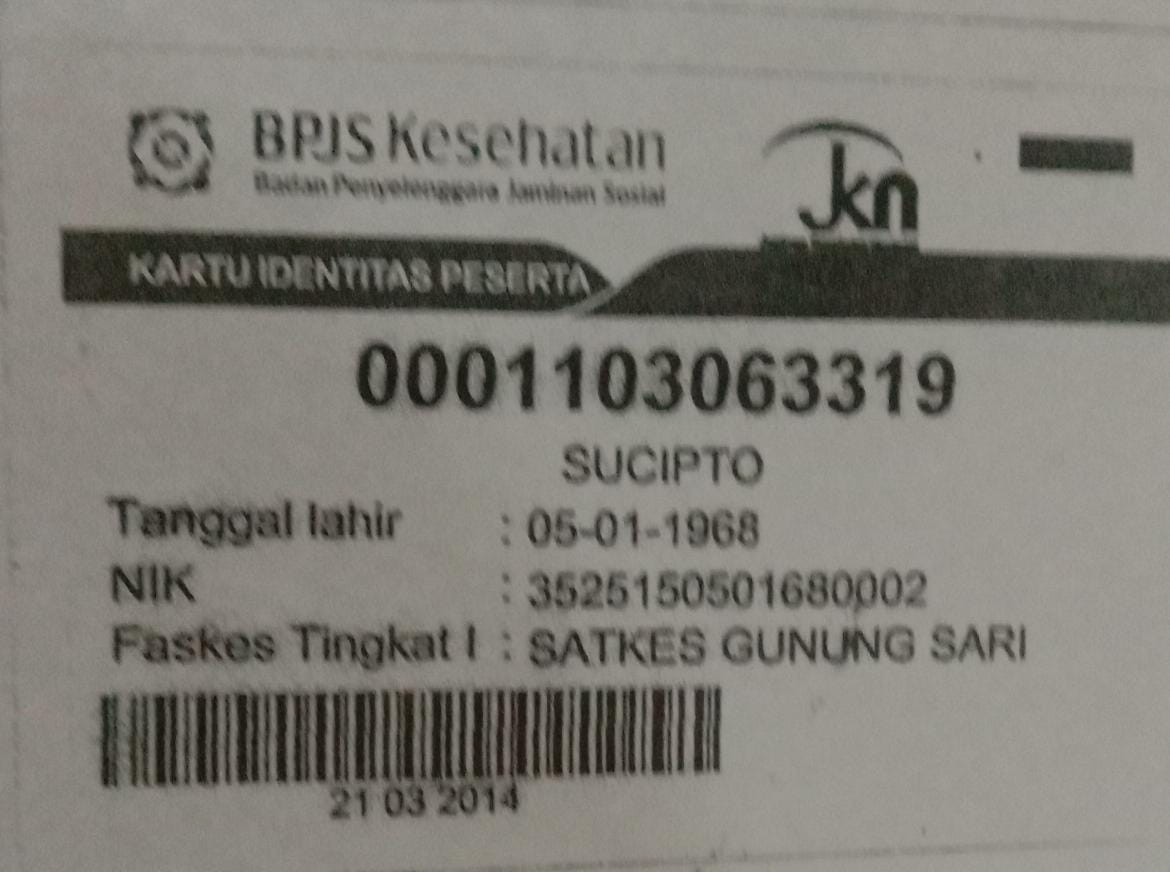 BPJS Kesehatan
Badan Penyelenggara Jaminan Sosial
jkn
KARTU IDENTITAS PESERTA
0001103063319
SUCIPTO
Tanggal lahir : 05-01-1968
NIK : 3525150501680002
Faskes Tingkat I : SATKES GUNUNG SARI
21 03 2014